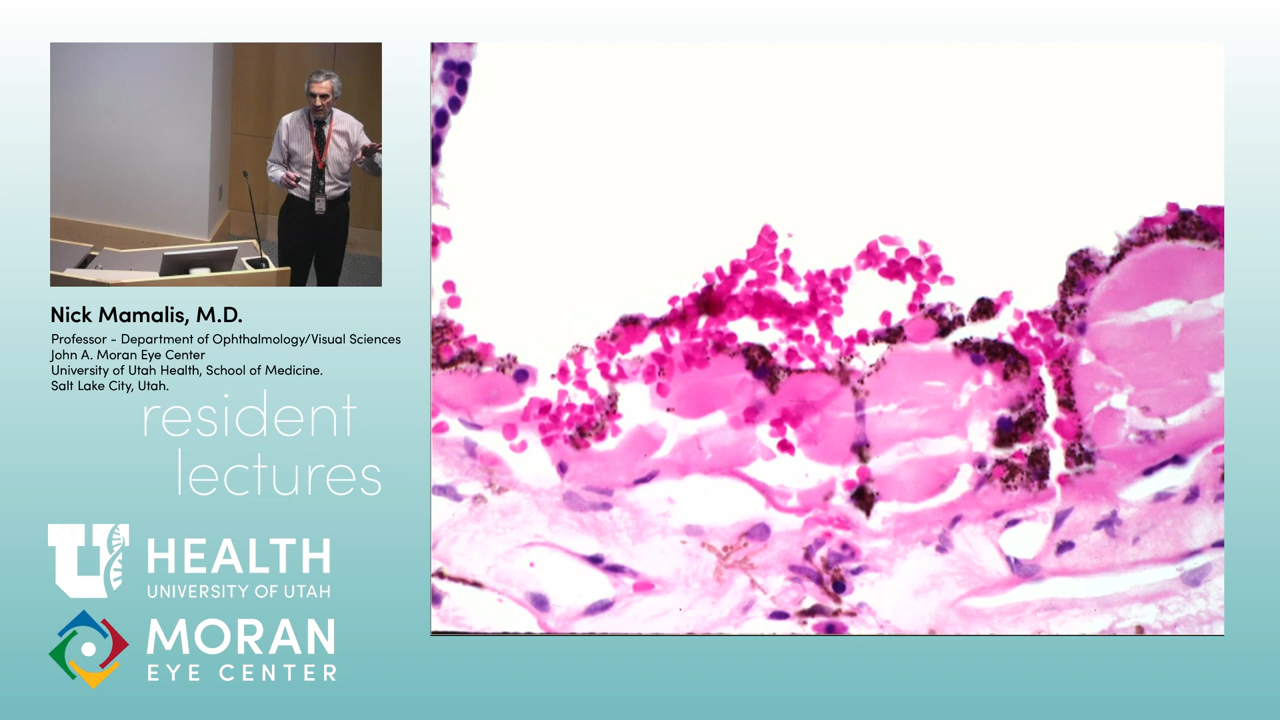 Nick Mamalis, M.D.
Professor - Department of Ophthalmology/Visual Sciences
John A. Moran Eye Center
University of Utah Health, School of Medicine.
Salt Lake City, Utah.
resident
lectures
U HEALTH
UNIVERSITY OF UTAH
MORAN
EYE CENTER